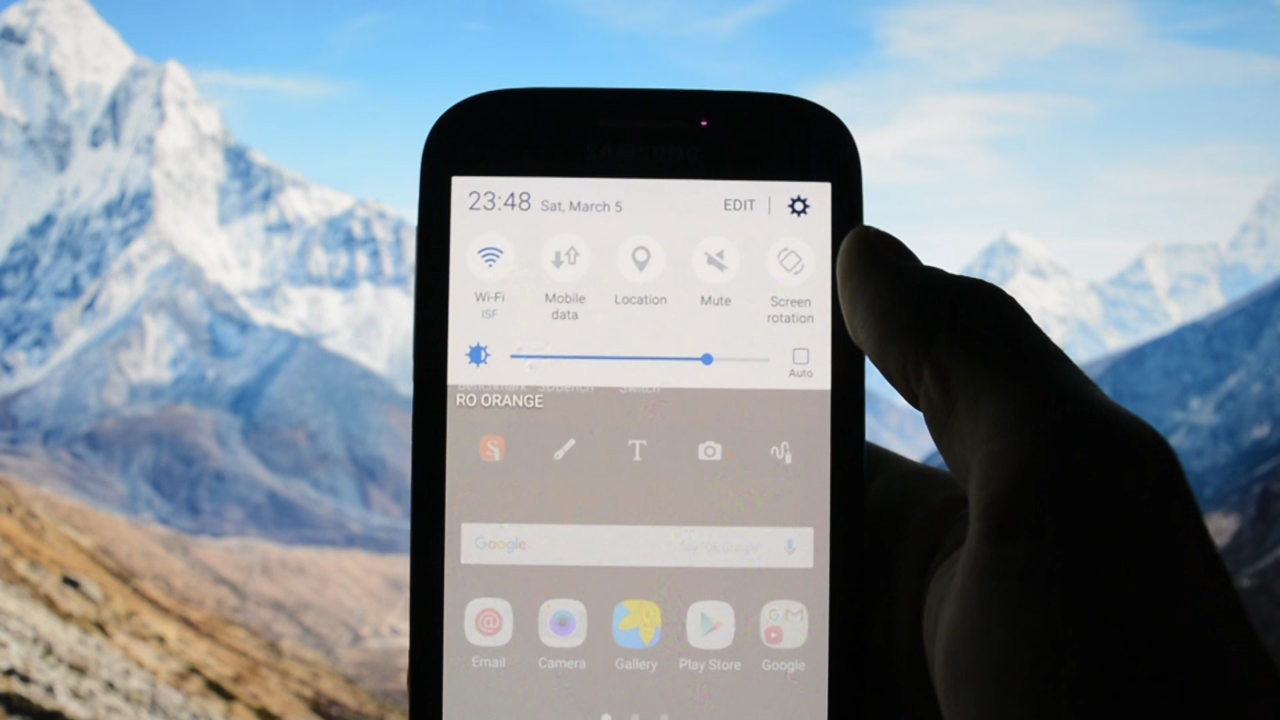 SAMSUNG
23:48 Sat, March 5 EDIT
Wi-Fi Mobile data Location Mute Screen rotation
ISF
Auto
RO ORANGE
T
Google
Email Camera Gallery Play Store Google